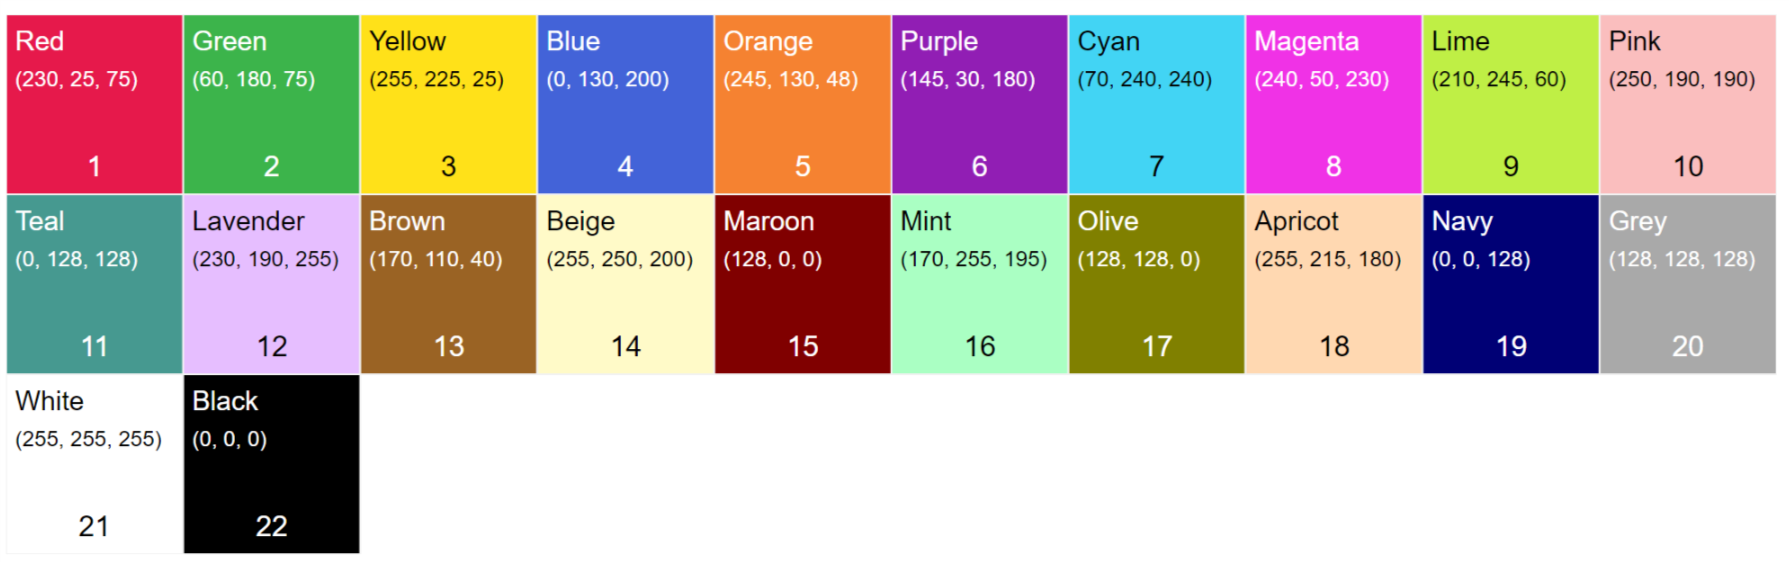 Red
(230, 25, 75)
1
Green
(60, 180, 75)
2
Yellow
(255, 225, 25)
3
Blue
(0, 130, 200)
4
Orange
(245, 130, 48)
5
Purple
(145, 30, 180)
6
Cyan
(70, 240, 240)
7
Magenta
(240, 50, 230)
8
Lime
(210, 245, 60)
9
Pink
(250, 190, 190)
10
Teal
(0, 128, 128)
11
Lavender
(230, 190, 255)
12
Brown
(170, 110, 40)
13
Beige
(255, 250, 200)
14
Maroon
(128, 0, 0)
15
Mint
(170, 255, 195)
16
Olive
(128, 128, 0)
17
Apricot
(255, 215, 180)
18
Navy
(0, 0, 128)
19
Grey
(128, 128, 128)
20
White
(255, 255, 255)
21
Black
(0, 0, 0)
22